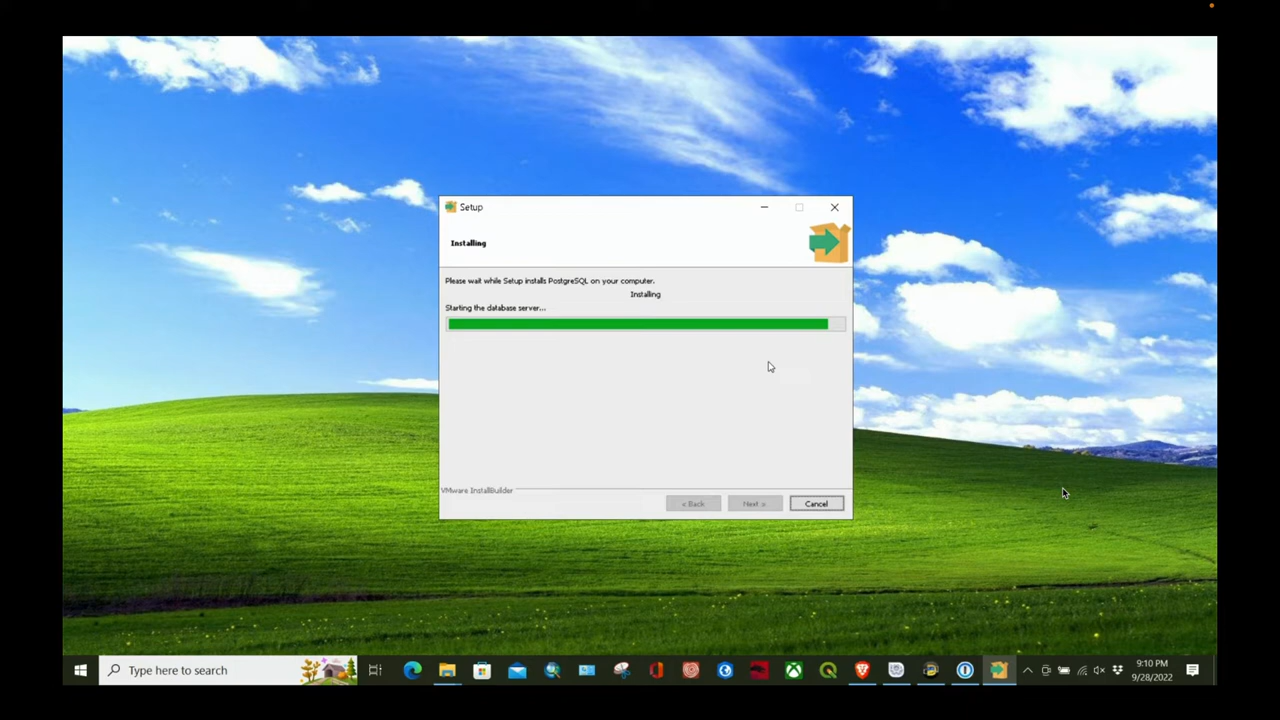 Setup
Installing
Please wait while Setup installs PostgreSQL on your computer.
Installing
Starting the database server...
VMware InstallBuilder
< Back
Next >
Cancel
Type here to search
9:10 PM
9/28/2022